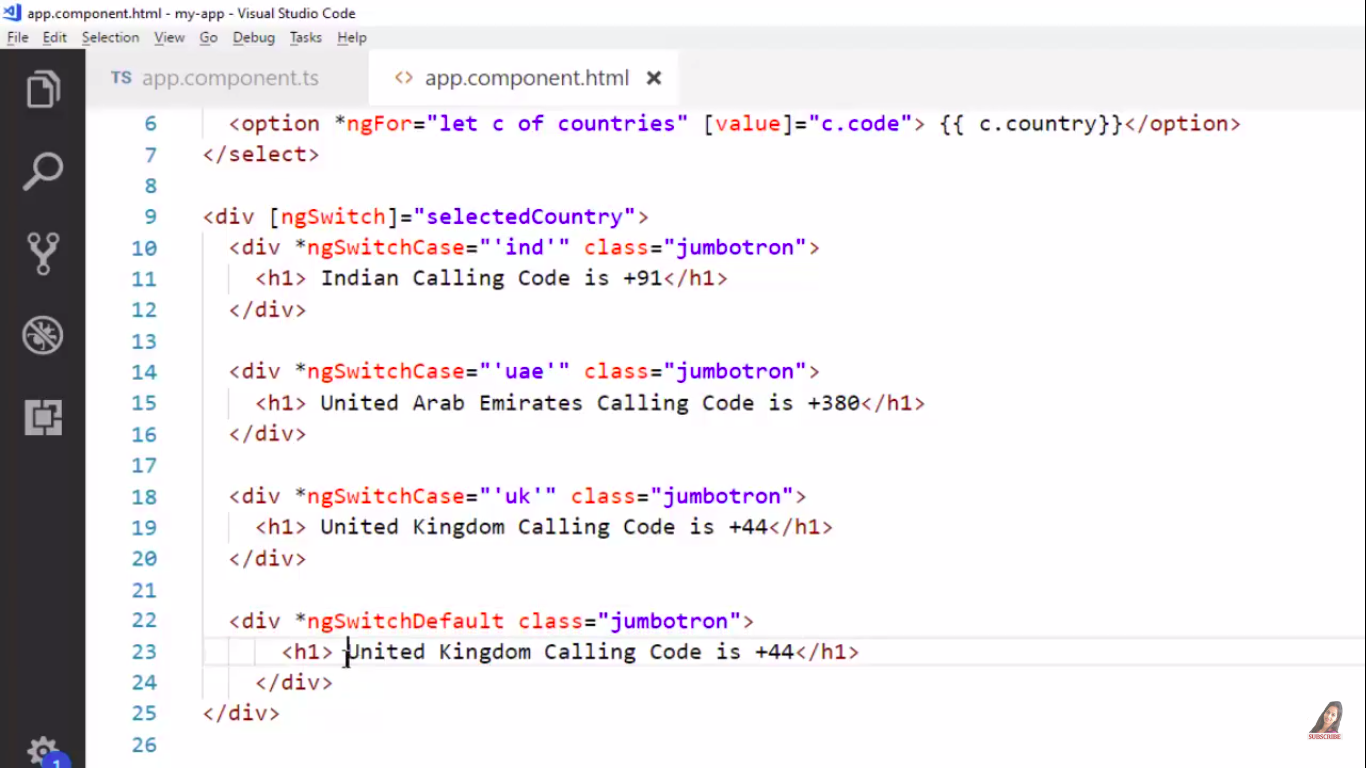 app.component.html - my-app - Visual Studio Code
File Edit Selection View Go Debug Tasks Help
TS app.component.ts <> app.component.html ×
6 <option *ngFor="let c of countries" [value]="c.code"> {{ c.country}}</option>
7 </select>
8
9 <div [ngSwitch]="selectedCountry">
10 <div *ngSwitchCase="'ind'" class="jumbotron">
11 <h1> Indian Calling Code is +91</h1>
12 </div>
13
14 <div *ngSwitchCase="'uae'" class="jumbotron">
15 <h1> United Arab Emirates Calling Code is +380</h1>
16 </div>
17
18 <div *ngSwitchCase="'uk'" class="jumbotron">
19 <h1> United Kingdom Calling Code is +44</h1>
20 </div>
21
22 <div *ngSwitchDefault class="jumbotron">
23 <h1> United Kingdom Calling Code is +44</h1>
24 </div>
25 </div>
26
1
SUBSCRIBE